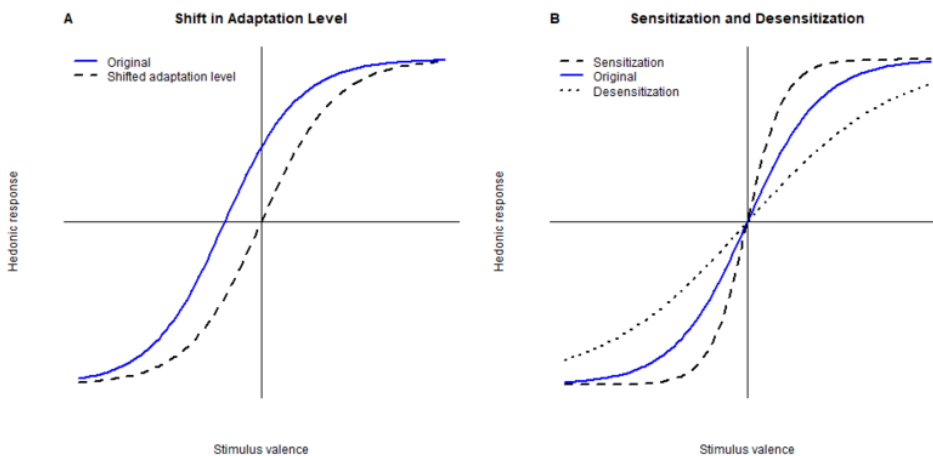 A
Shift in Adaptation Level
Original
Shifted adaptation level
Hedonic response
Stimulus valence
B
Sensitization and Desensitization
Sensitization
Original
Desensitization
Hedonic response
Stimulus valence